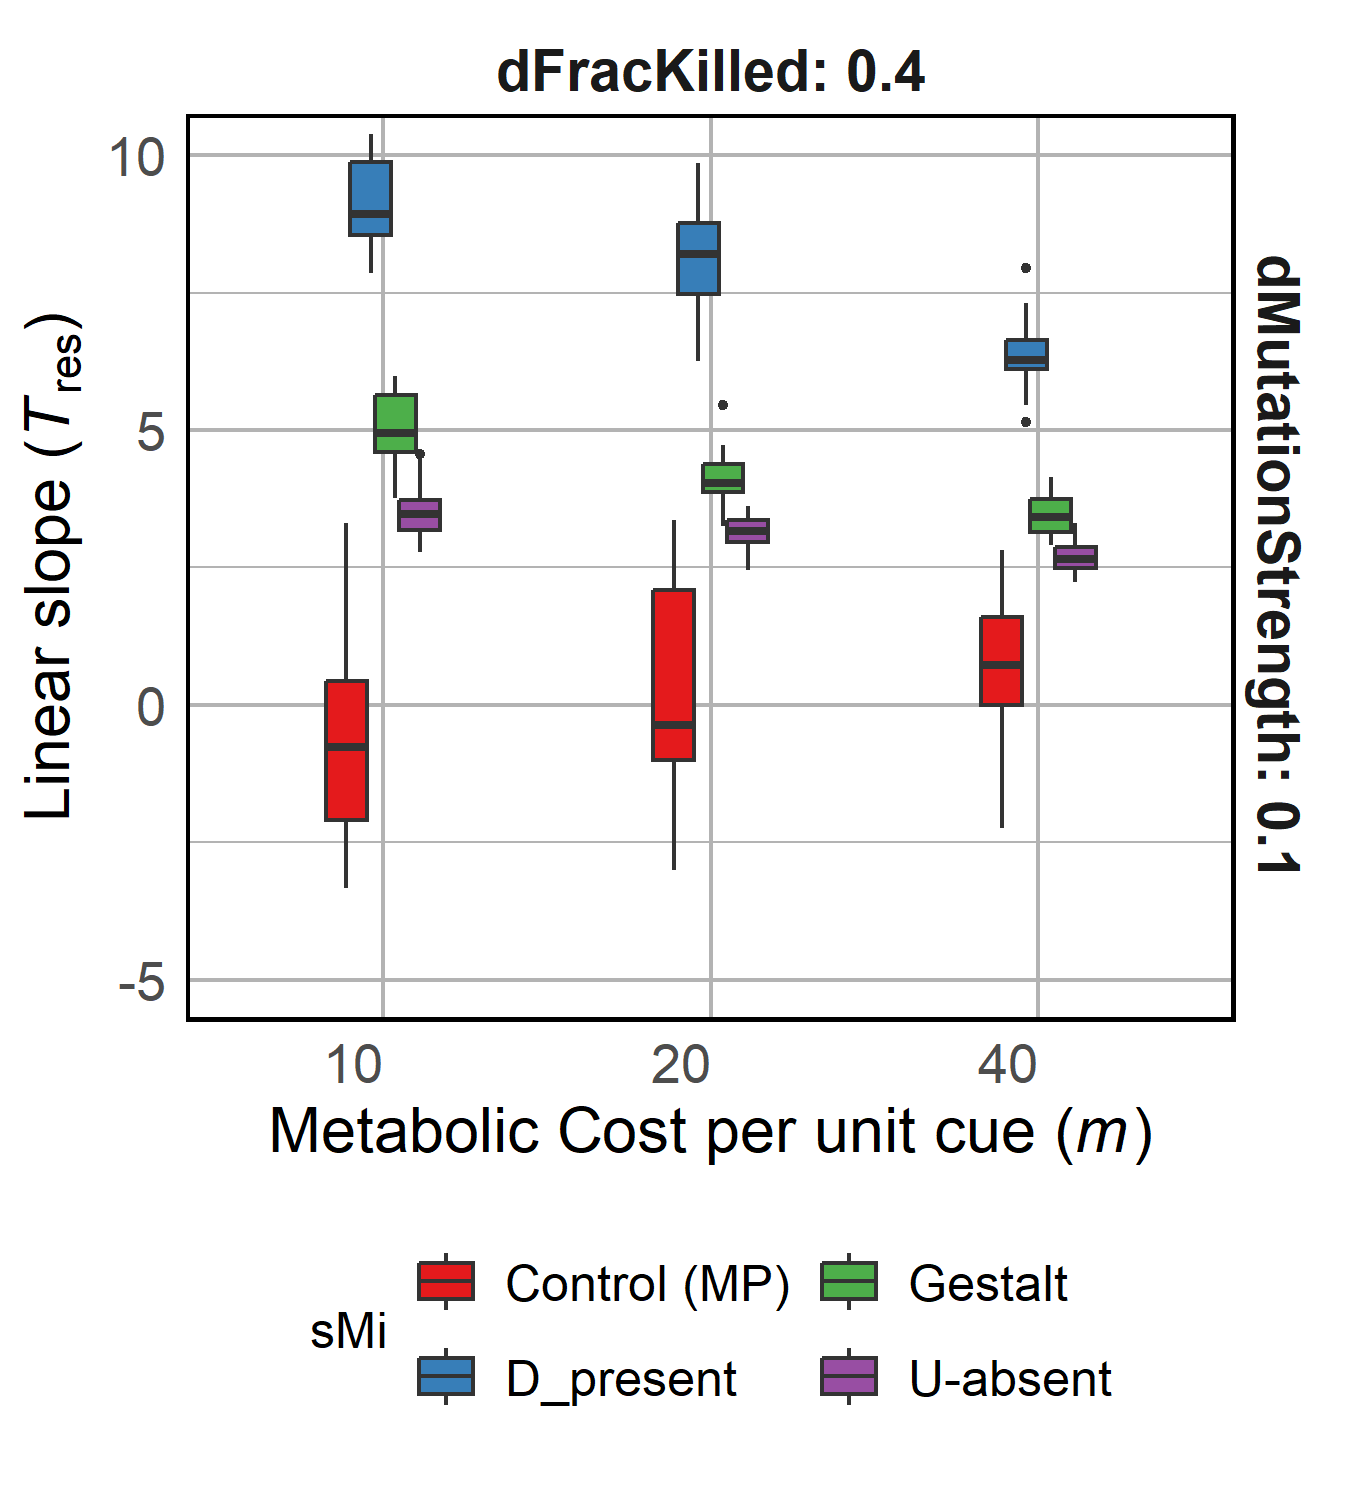 dFracKilled: 0.4
10
5
0
-5
Linear slope (Tres)
dMutationStrength: 0.1
10 20 40
Metabolic Cost per unit cue (m)
sMi
Control (MP) Gestalt
D_present U-absent